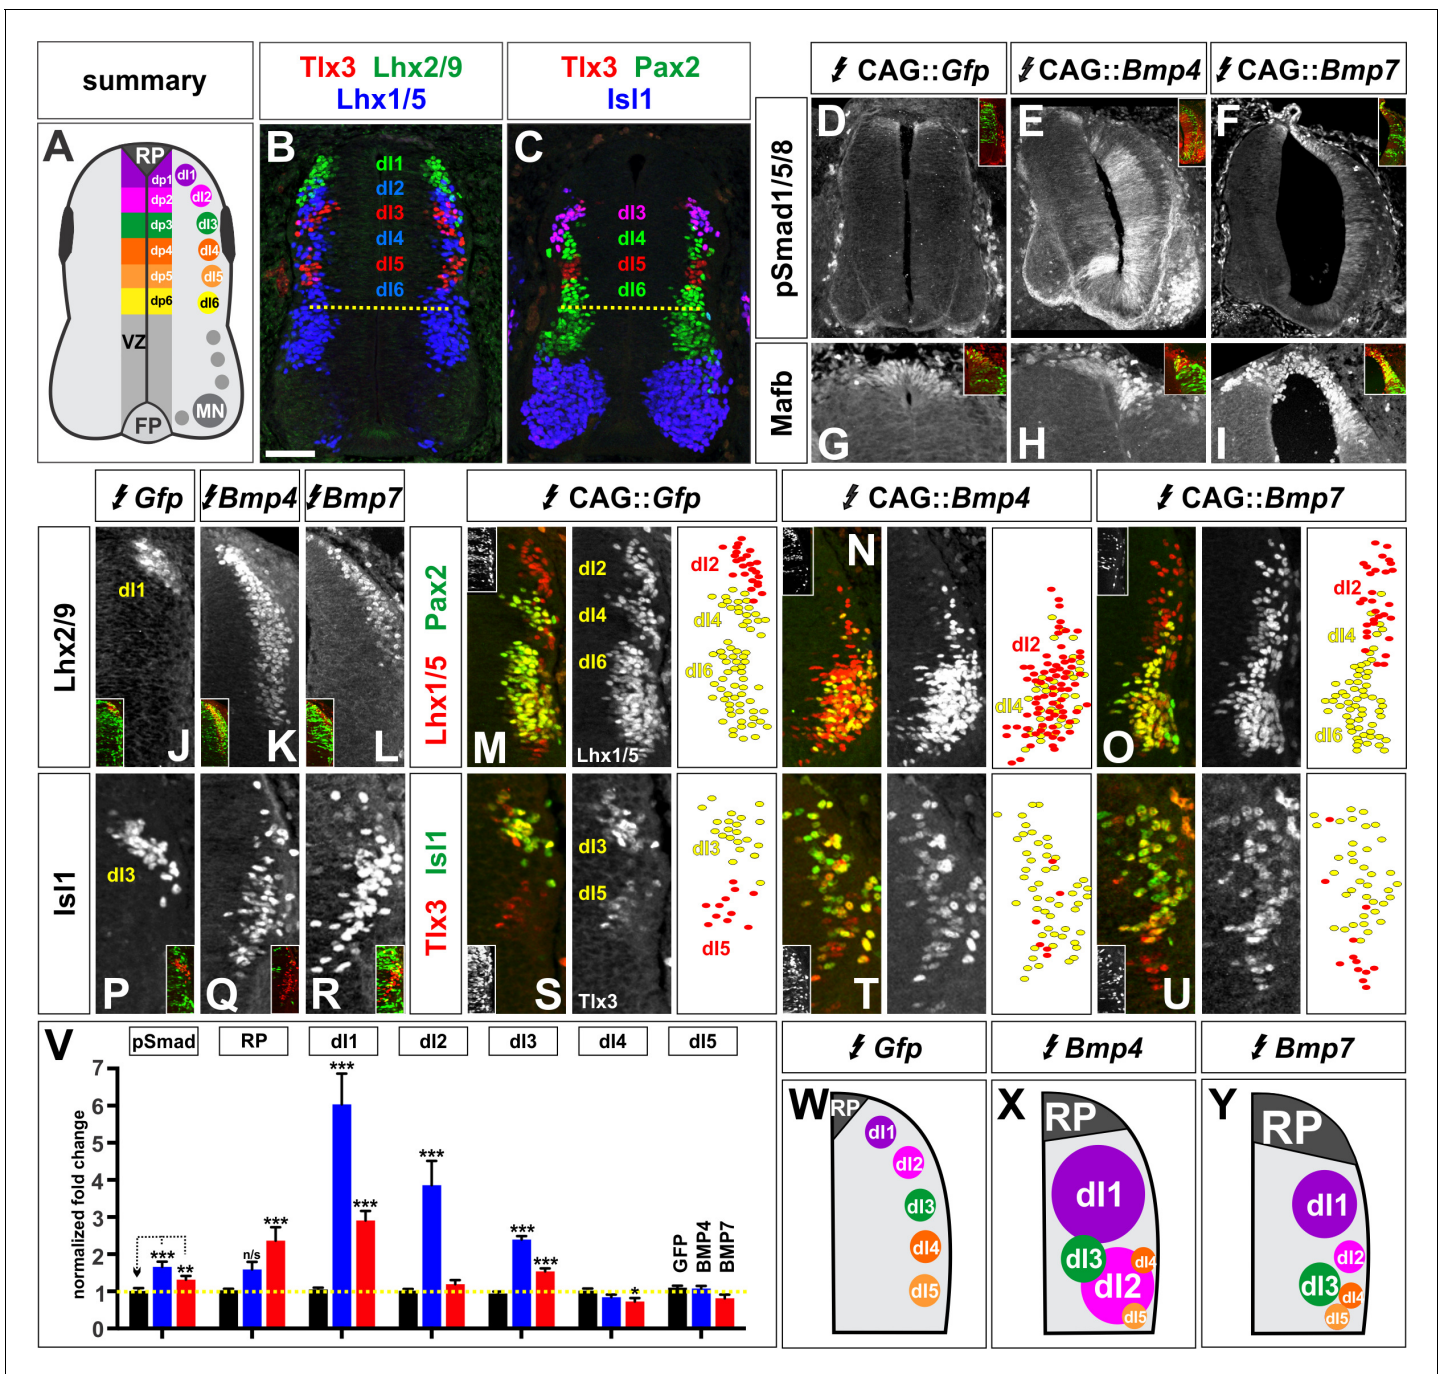 summary
Tlx3 Lhx2/9
Lhx1/5
Tlx3 Pax2
Isl1
CAG::Gfp
CAG::Bmp4
CAG::Bmp7
A
RP
dp1
dp2
dp3
dp4
dp5
dp6
VZ
FP
dI1
dI2
dI3
dI4
dI5
dI6
MN
B
dI1
dI2
dI3
dI4
dI5
dI6
C
dI3
dI4
dI5
dI6
pSmad1/5/8
D
E
F
Mafb
G
H
I
Gfp
Bmp4
Bmp7
CAG::Gfp
CAG::Bmp4
CAG::Bmp7
Lhx2/9
dI1
J
K
L
Lhx1/5 Pax2
M
dI2
dI4
dI6
Lhx1/5
dI2
dI4
dI6
N
dI2
dI4
O
dI2
dI4
dI6
Isl1
dI3
P
Q
R
Tlx3 Isl1
S
dI3
dI5
Tlx3
dI3
dI5
T
U
V
pSmad
RP
dI1
dI2
dI3
dI4
dI5
normalized fold change
7
6
5
4
3
2
1
0
***
**
n/s
***
***
***
***
***
***
*
GFP
BMP4
BMP7
Gfp
Bmp4
Bmp7
W
RP
dI1
dI2
dI3
dI4
dI5
X
RP
dI1
dI3
dI2
dI4
dI5
Y
RP
dI1
dI2
dI3
dI4
dI5